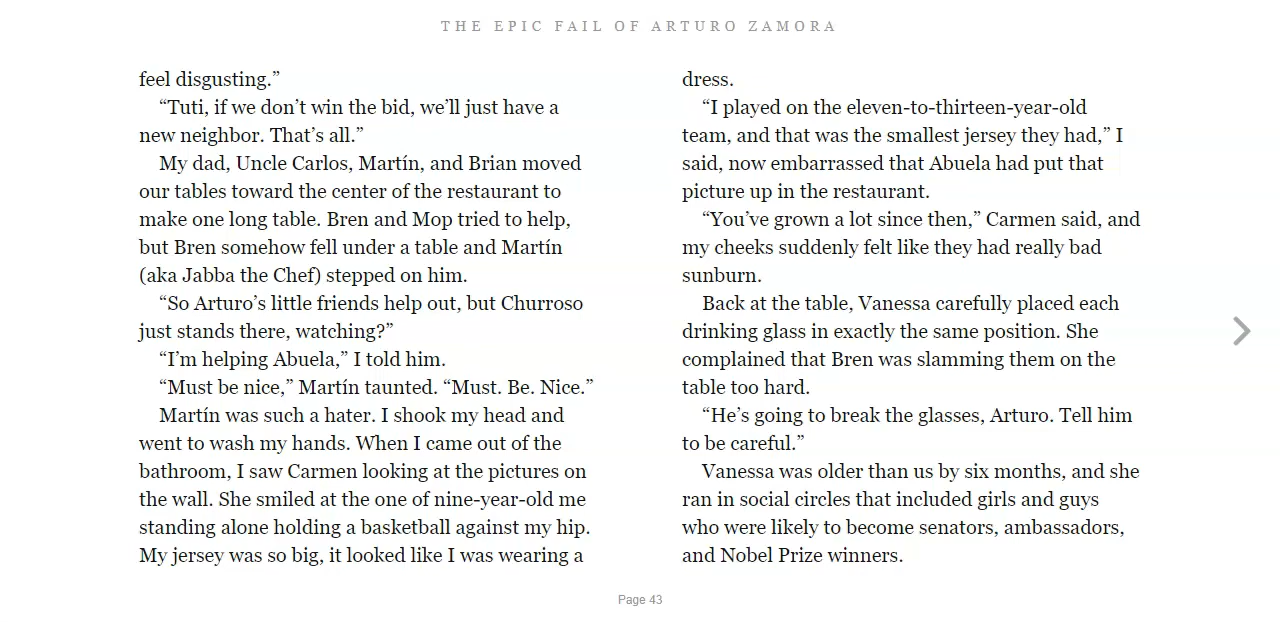 THE EPIC FAIL OF ARTURO ZAMORA
feel disgusting.”
“Tuti, if we don’t win the bid, we’ll just have a
new neighbor. That’s all.”
My dad, Uncle Carlos, Martín, and Brian moved
our tables toward the center of the restaurant to
make one long table. Bren and Mop tried to help,
but Bren somehow fell under a table and Martín
(aka Jabba the Chef) stepped on him.
“So Arturo’s little friends help out, but Churroso
just stands there, watching?”
“I’m helping Abuela,” I told him.
“Must be nice,” Martín taunted. “Must. Be. Nice.”
Martín was such a hater. I shook my head and
went to wash my hands. When I came out of the
bathroom, I saw Carmen looking at the pictures on
the wall. She smiled at the one of nine-year-old me
standing alone holding a basketball against my hip.
My jersey was so big, it looked like I was wearing a
dress.
“I played on the eleven-to-thirteen-year-old
team, and that was the smallest jersey they had,” I
said, now embarrassed that Abuela had put that
picture up in the restaurant.
“You’ve grown a lot since then,” Carmen said, and
my cheeks suddenly felt like they had really bad
sunburn.
Back at the table, Vanessa carefully placed each
drinking glass in exactly the same position. She
complained that Bren was slamming them on the
table too hard.
“He’s going to break the glasses, Arturo. Tell him
to be careful.”
Vanessa was older than us by six months, and she
ran in social circles that included girls and guys
who were likely to become senators, ambassadors,
and Nobel Prize winners.
Page 43